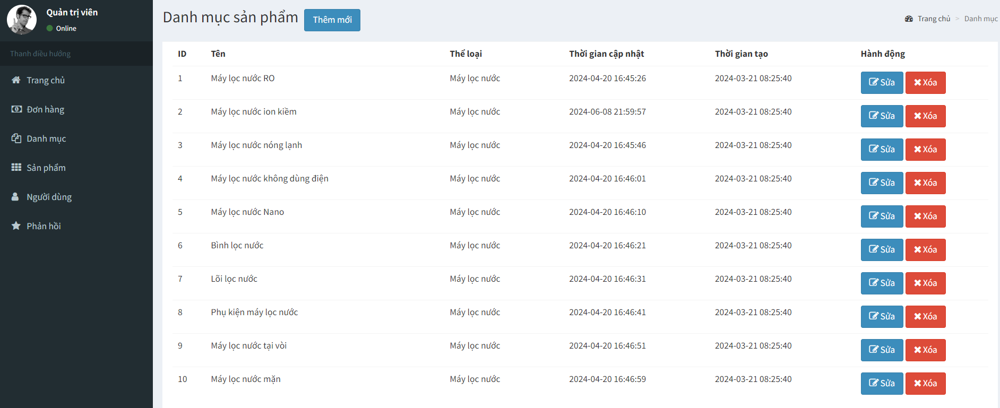 Quản trị viên
Online
Thanh điều hướng
Trang chủ
Đơn hàng
Danh mục
Sản phẩm
Người dùng
Phản hồi
Danh mục sản phẩm Thêm mới
Trang chủ > Danh mục
ID Tên Thể loại Thời gian cập nhật Thời gian tạo Hành động
1 Máy lọc nước RO Máy lọc nước 2024-04-20 16:45:26 2024-03-21 08:25:40 Sửa Xóa
2 Máy lọc nước ion kiềm Máy lọc nước 2024-06-08 21:59:57 2024-03-21 08:25:40 Sửa Xóa
3 Máy lọc nước nóng lạnh Máy lọc nước 2024-04-20 16:45:46 2024-03-21 08:25:40 Sửa Xóa
4 Máy lọc nước không dùng điện Máy lọc nước 2024-04-20 16:46:01 2024-03-21 08:25:40 Sửa Xóa
5 Máy lọc nước Nano Máy lọc nước 2024-04-20 16:46:10 2024-03-21 08:25:40 Sửa Xóa
6 Bình lọc nước Máy lọc nước 2024-04-20 16:46:21 2024-03-21 08:25:40 Sửa Xóa
7 Lõi lọc nước Máy lọc nước 2024-04-20 16:46:31 2024-03-21 08:25:40 Sửa Xóa
8 Phụ kiện máy lọc nước Máy lọc nước 2024-04-20 16:46:41 2024-03-21 08:25:40 Sửa Xóa
9 Máy lọc nước tại vòi Máy lọc nước 2024-04-20 16:46:51 2024-03-21 08:25:40 Sửa Xóa
10 Máy lọc nước mặn Máy lọc nước 2024-04-20 16:46:59 2024-03-21 08:25:40 Sửa Xóa